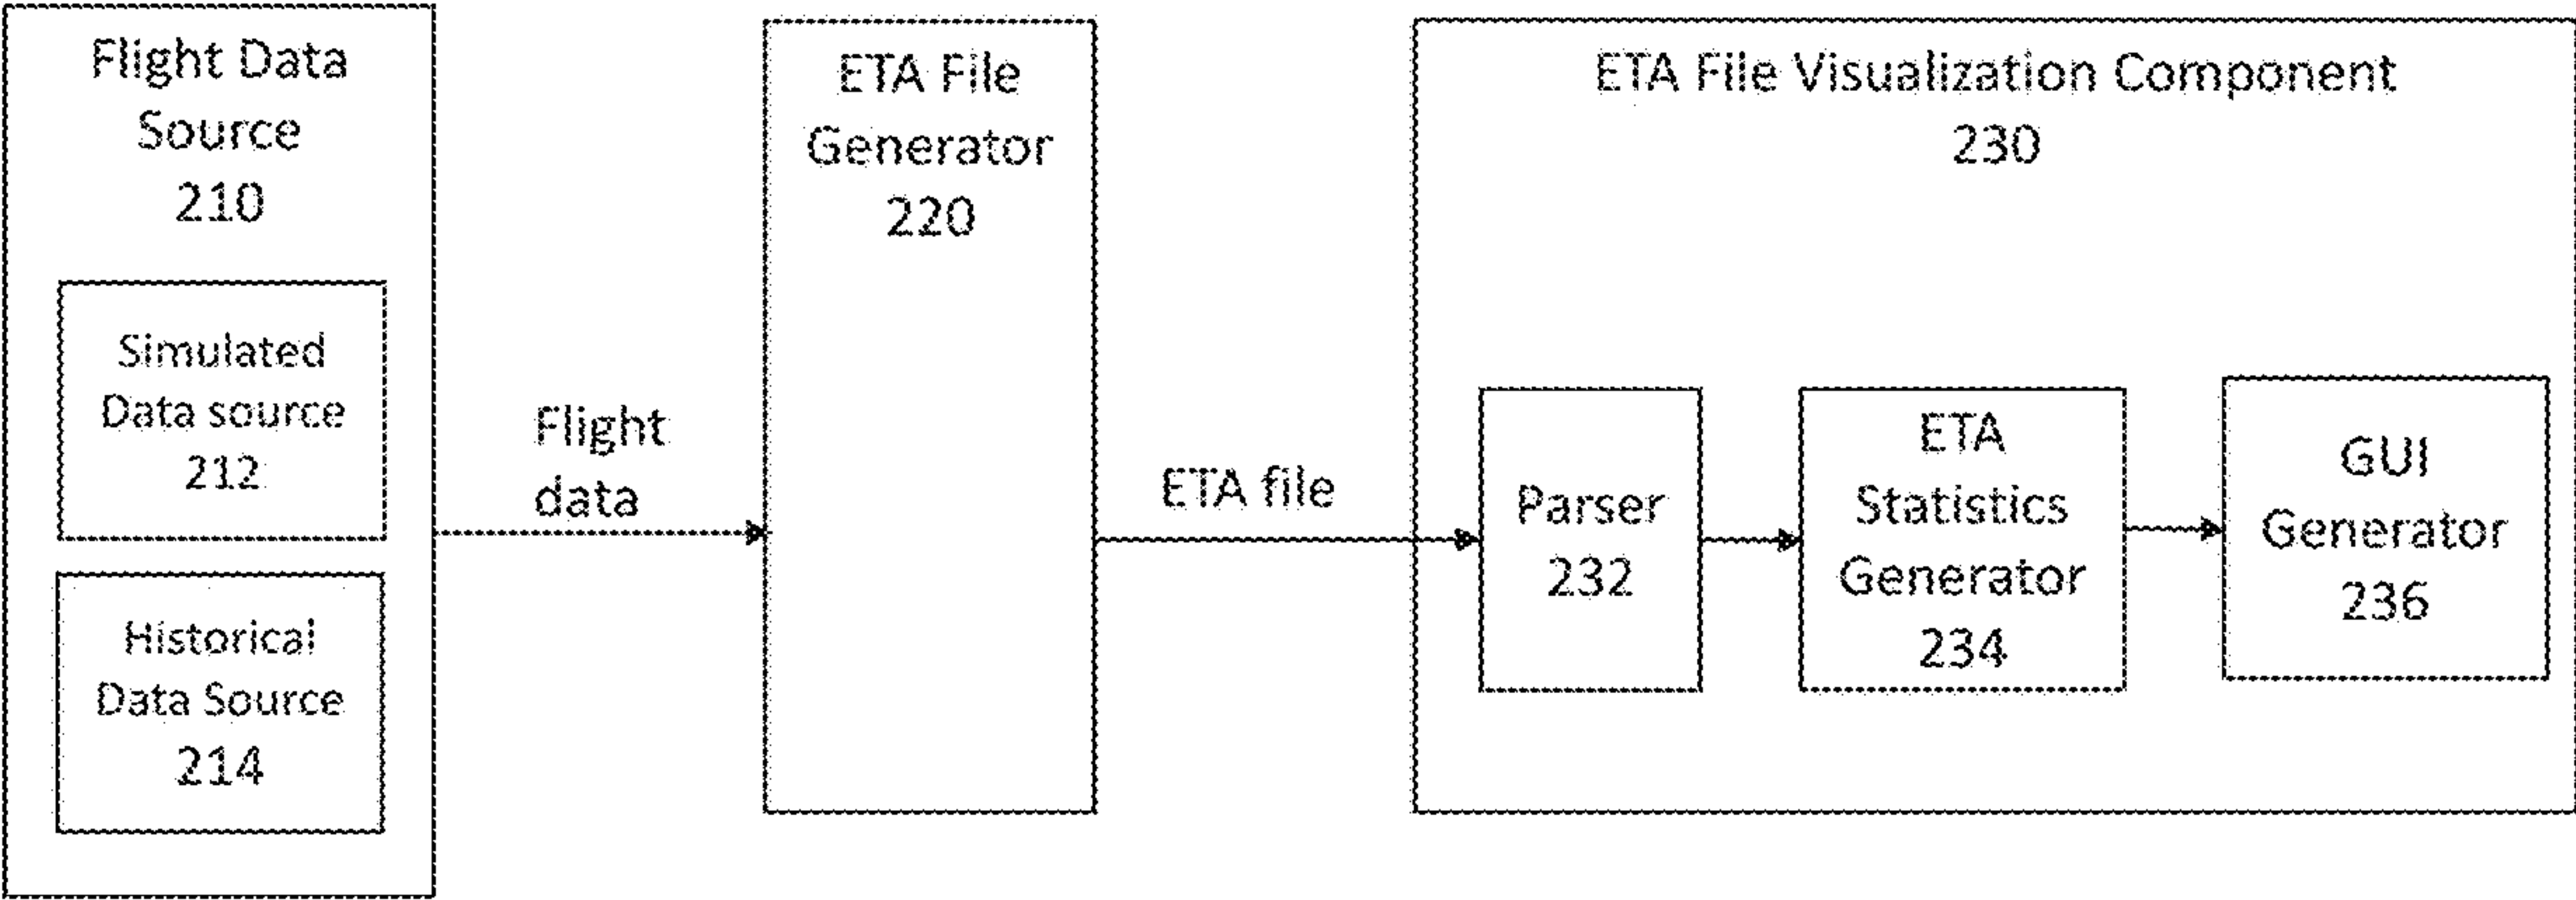 Flight Data
Source
210
Simulated
Data source
212
Historical
Data Source
214
Flight
data
ETA File
Generator
220
ETA file
ETA File Visualization Component
230
Parser
232
ETA
Statistics
Generator
234
GUI
Generator
236